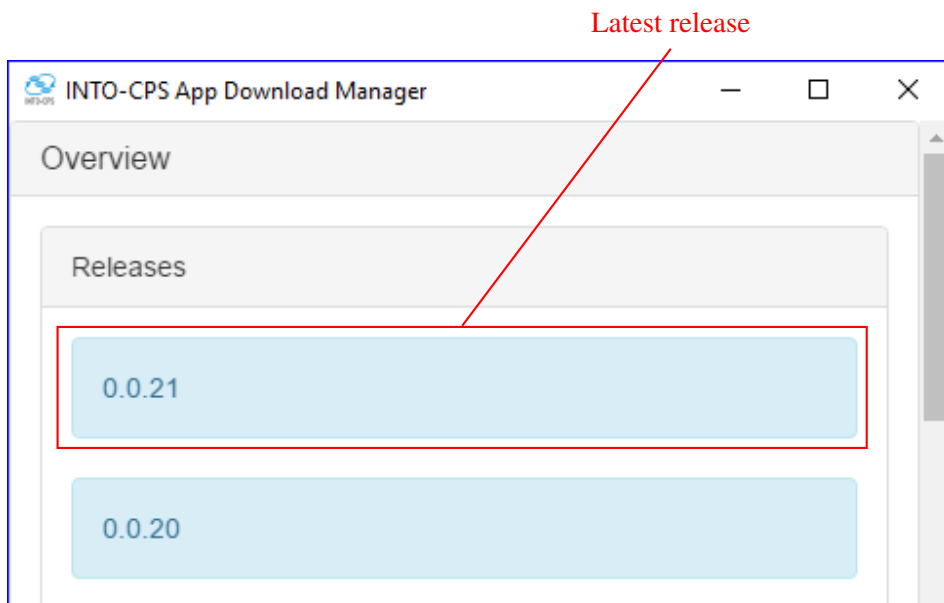 Latest release
INTO-CPS App Download Manager
Overview
Releases
0.0.21
0.0.20